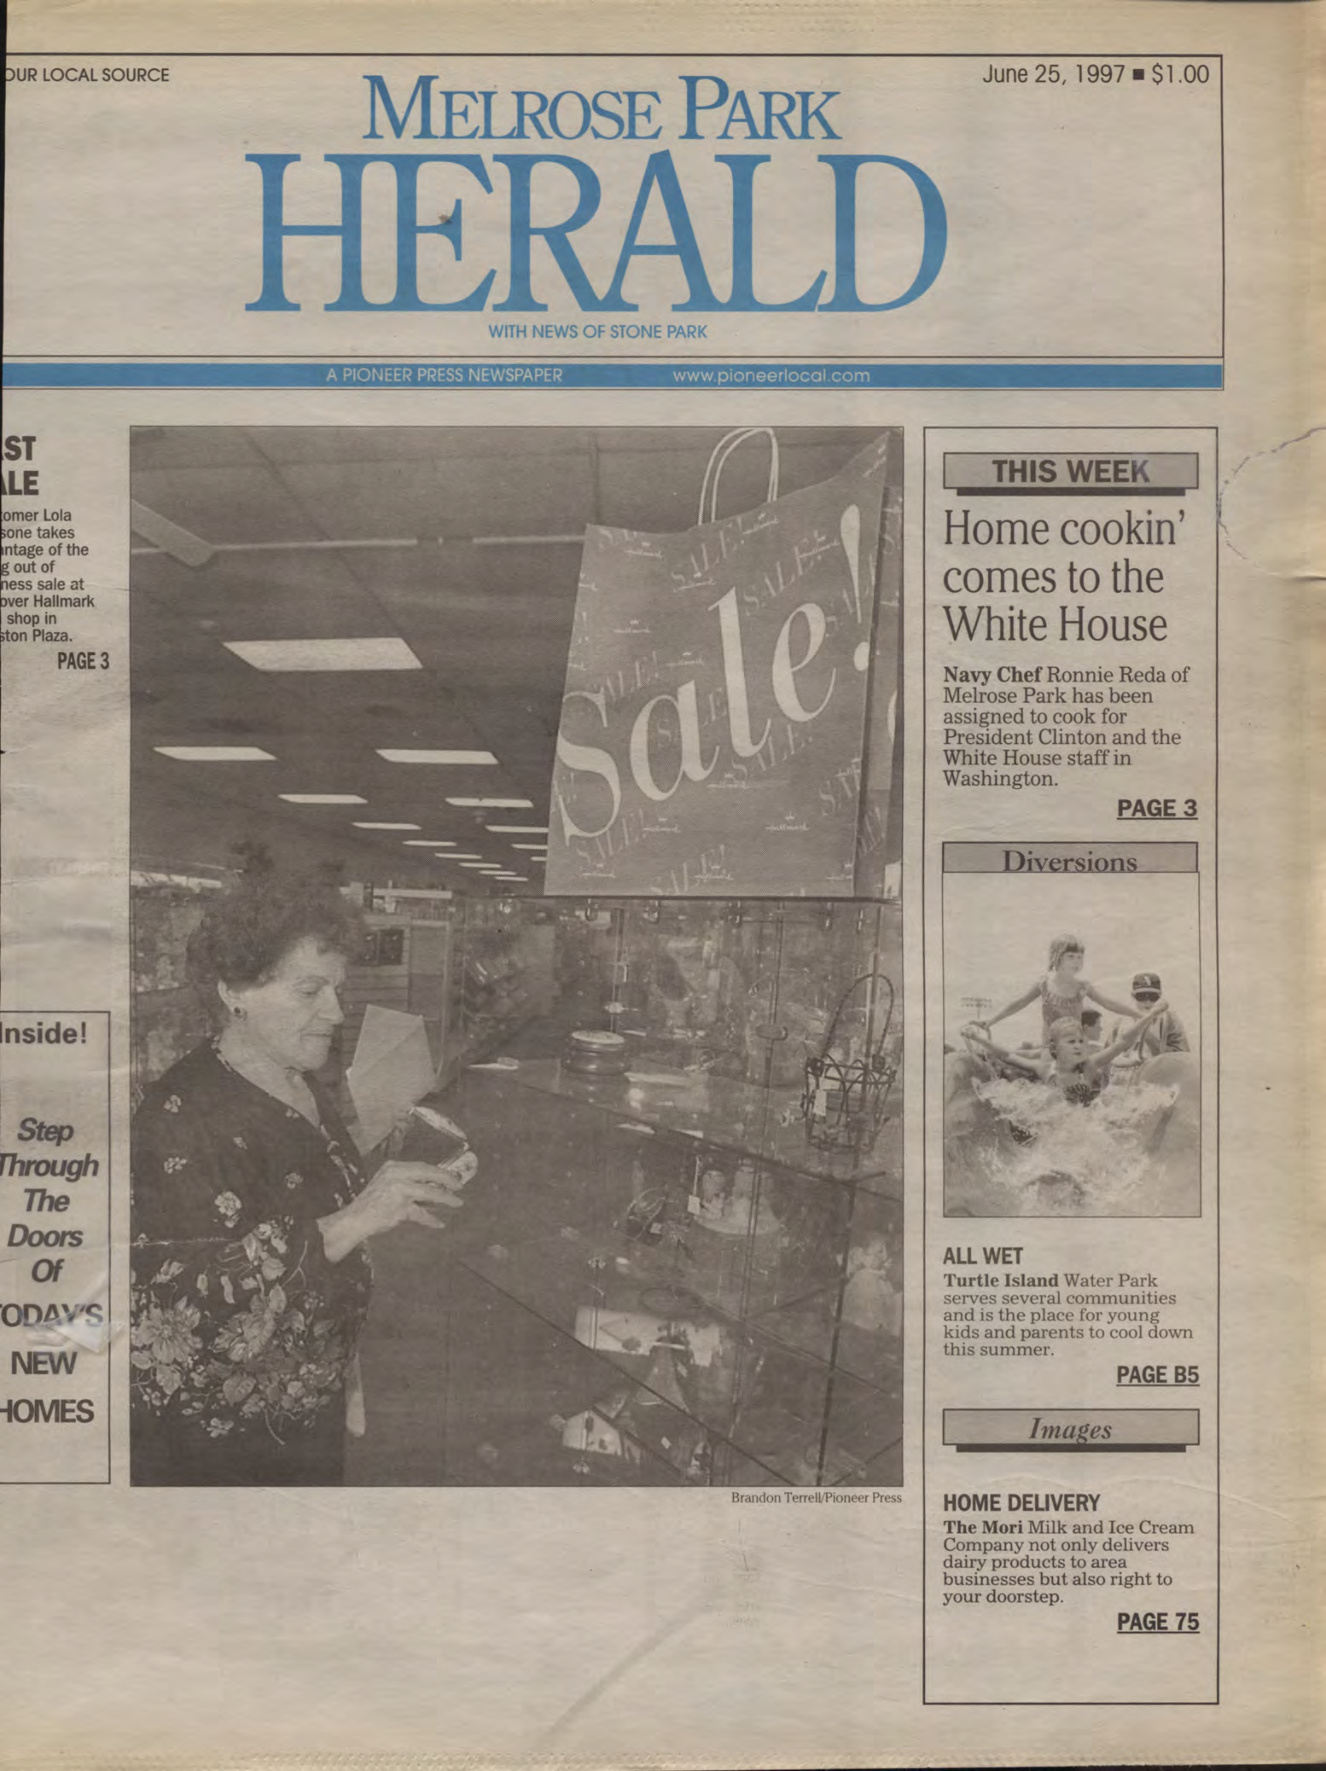 OUR LOCAL SOURCE
June 25, 1997 ■ $1.00
MELROSE PARK
HERALD
WITH NEWS OF STONE PARK
A PIONEER PRESS NEWSPAPER www.pioneerlocal.com
ST
LE
omer Lola
sone takes
ntage of the
g out of
ness sale at
over Hallmark
shop in
ston Plaza.
PAGE 3
Inside!
Step
Through
The
Doors
Of
TODAY'S
NEW
HOMES
Sale!
Brandon Terrell/Pioneer Press
THIS WEEK
Home cookin'
comes to the
White House
Navy Chef Ronnie Reda of
Melrose Park has been
assigned to cook for
President Clinton and the
White House staff in
Washington.
PAGE 3
Diversions
ALL WET
Turtle Island Water Park
serves several communities
and is the place for young
kids and parents to cool down
this summer.
PAGE B5
Images
HOME DELIVERY
The Mori Milk and Ice Cream
Company not only delivers
dairy products to area
businesses but also right to
your doorstep.
PAGE 75